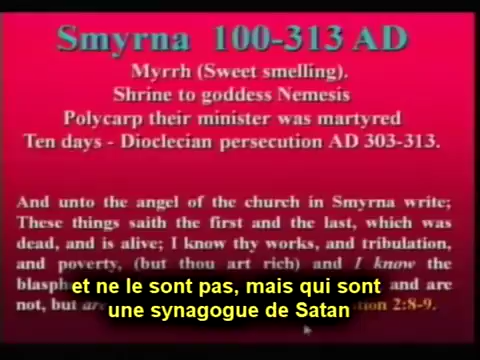 Smyrna 100-313 AD
Myrrh (Sweet smelling).
Shrine to goddess Nemesis
Polycarp their minister was martyred
Ten days - Dioclecian persecution AD 303-313.
And unto the angel of the church in Smyrna write;
These things saith the first and the last, which was
dead, and is alive; I know thy works, and tribulation,
and poverty, (but thou art rich) and I know the
and are
not, but are 2:8-9.
et ne le sont pas, mais qui sont
une synagogue de Satan